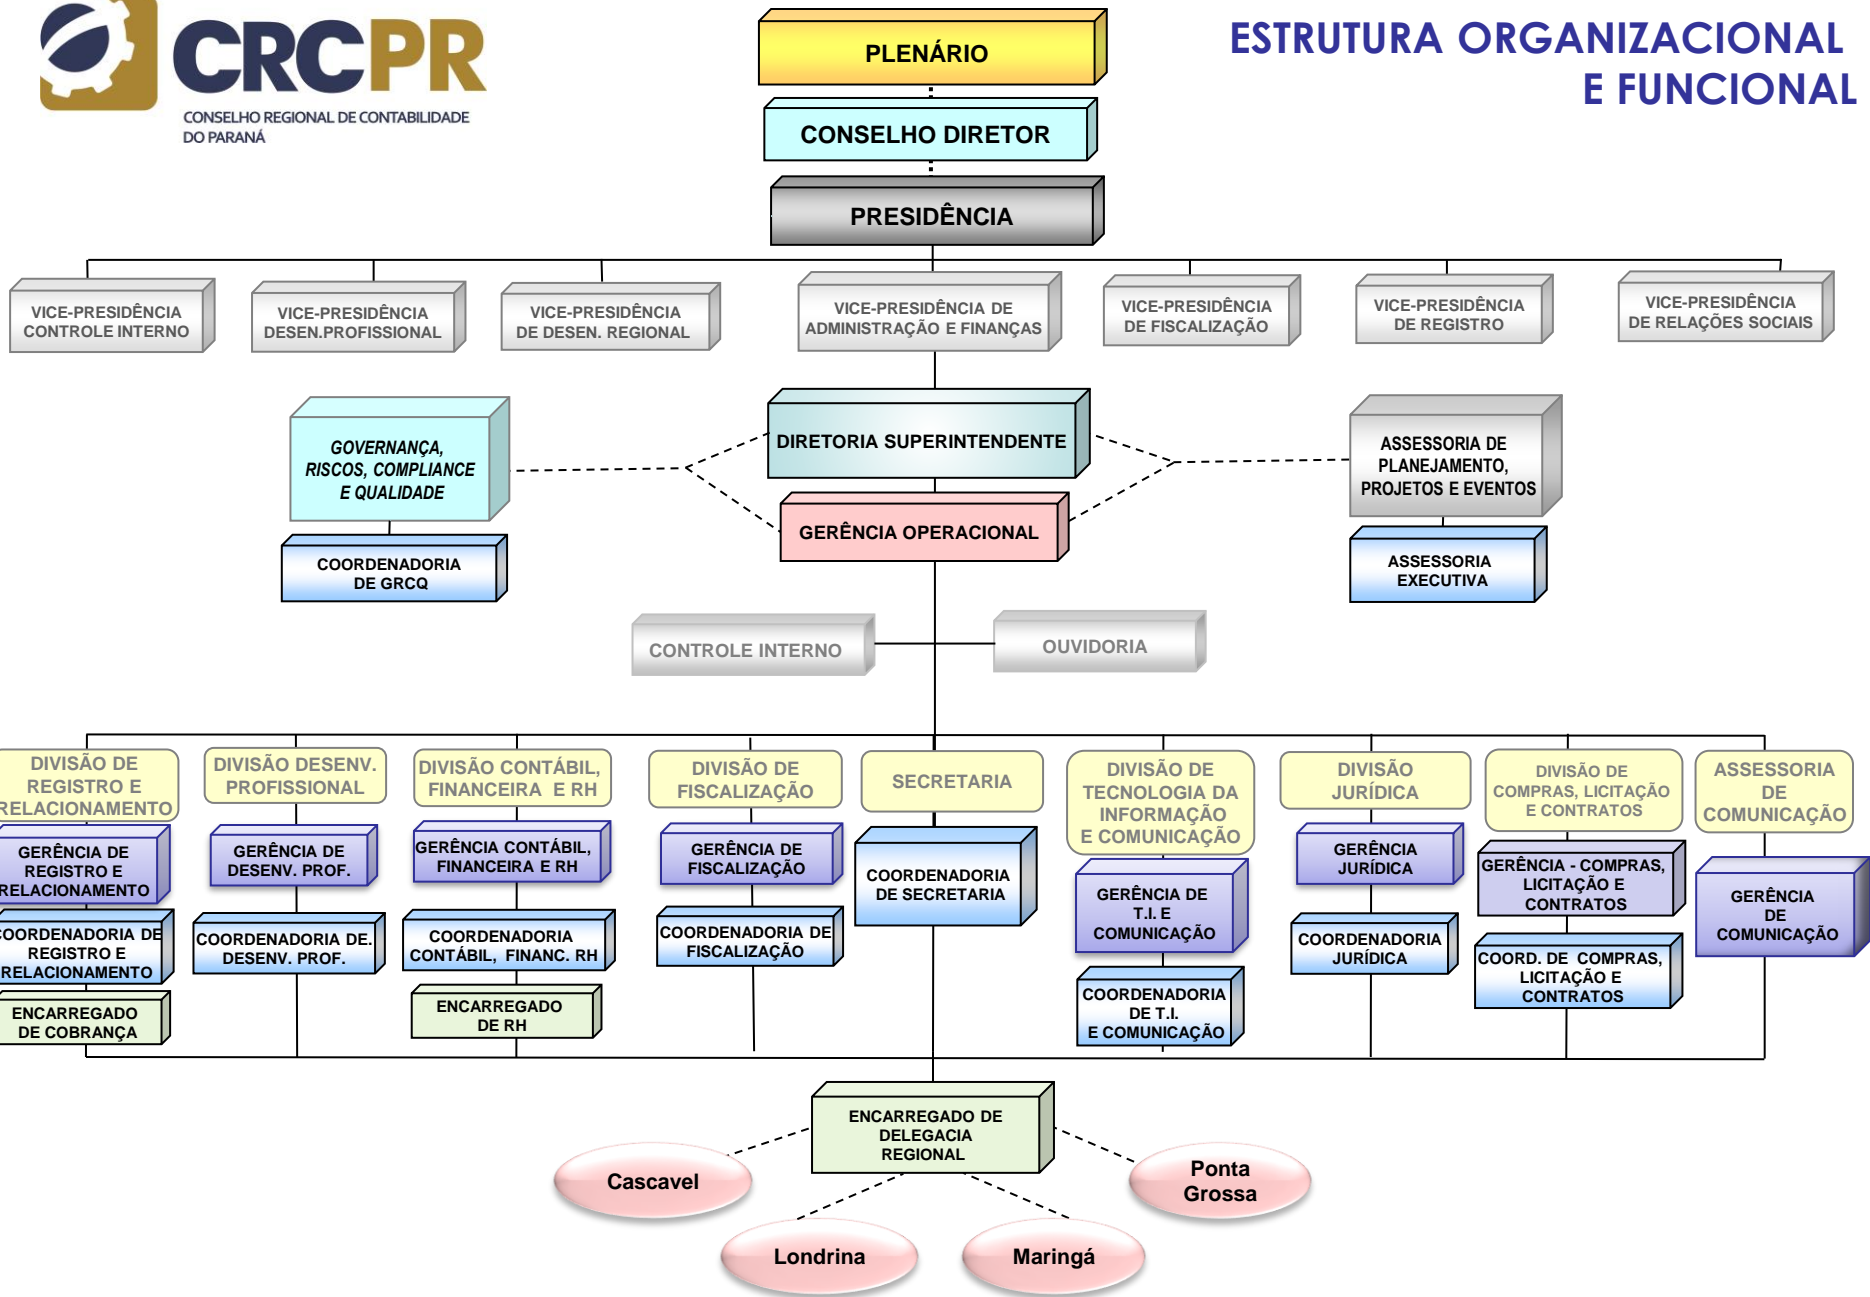 CRCPR
CONSELHO REGIONAL DE CONTABILIDADE
DO PARANÁ
ESTRUTURA ORGANIZACIONAL
E FUNCIONAL
PLENÁRIO
CONSELHO DIRETOR
PRESIDÊNCIA
VICE-PRESIDÊNCIA
CONTROLE INTERNO
VICE-PRESIDÊNCIA
DESEN.PROFISSIONAL
VICE-PRESIDÊNCIA
DE DESEN. REGIONAL
VICE-PRESIDÊNCIA DE
ADMINISTRAÇÃO E FINANÇAS
VICE-PRESIDÊNCIA
DE FISCALIZAÇÃO
VICE-PRESIDÊNCIA
DE REGISTRO
VICE-PRESIDÊNCIA
DE RELAÇÕES SOCIAIS
GOVERNANÇA,
RISCOS, COMPLIANCE
E QUALIDADE
COORDENADORIA
DE GRCQ
DIRETORIA SUPERINTENDENTE
GERÊNCIA OPERACIONAL
ASSESSORIA DE
PLANEJAMENTO,
PROJETOS E EVENTOS
ASSESSORIA
EXECUTIVA
CONTROLE INTERNO
OUVIDORIA
DIVISÃO DE
REGISTRO E
RELACIONAMENTO
GERÊNCIA DE
REGISTRO E
RELACIONAMENTO
COORDENADORIA DE
REGISTRO E
RELACIONAMENTO
ENCARREGADO
DE COBRANÇA
DIVISÃO DESENV.
PROFISSIONAL
GERÊNCIA DE
DESENV. PROF.
COORDENADORIA DE.
DESENV. PROF.
DIVISÃO CONTÁBIL,
FINANCEIRA E RH
GERÊNCIA CONTÁBIL,
FINANCEIRA E RH
COORDENADORIA
CONTÁBIL, FINANC. RH
ENCARREGADO
DE RH
DIVISÃO DE
FISCALIZAÇÃO
GERÊNCIA DE
FISCALIZAÇÃO
COORDENADORIA DE
FISCALIZAÇÃO
SECRETARIA
COORDENADORIA
DE SECRETARIA
DIVISÃO DE
TECNOLOGIA DA
INFORMAÇÃO
E COMUNICAÇÃO
GERÊNCIA DE
T.I. E
COMUNICAÇÃO
COORDENADORIA
DE T.I.
E COMUNICAÇÃO
DIVISÃO
JURÍDICA
GERÊNCIA
JURÍDICA
COORDENADORIA
JURÍDICA
DIVISÃO DE
COMPRAS, LICITAÇÃO
E CONTRATOS
GERÊNCIA - COMPRAS,
LICITAÇÃO E
CONTRATOS
COORD. DE COMPRAS,
LICITAÇÃO E
CONTRATOS
ASSESSORIA
DE
COMUNICAÇÃO
GERÊNCIA
DE
COMUNICAÇÃO
ENCARREGADO DE
DELEGACIA
REGIONAL
Cascavel
Londrina
Maringá
Ponta
Grossa